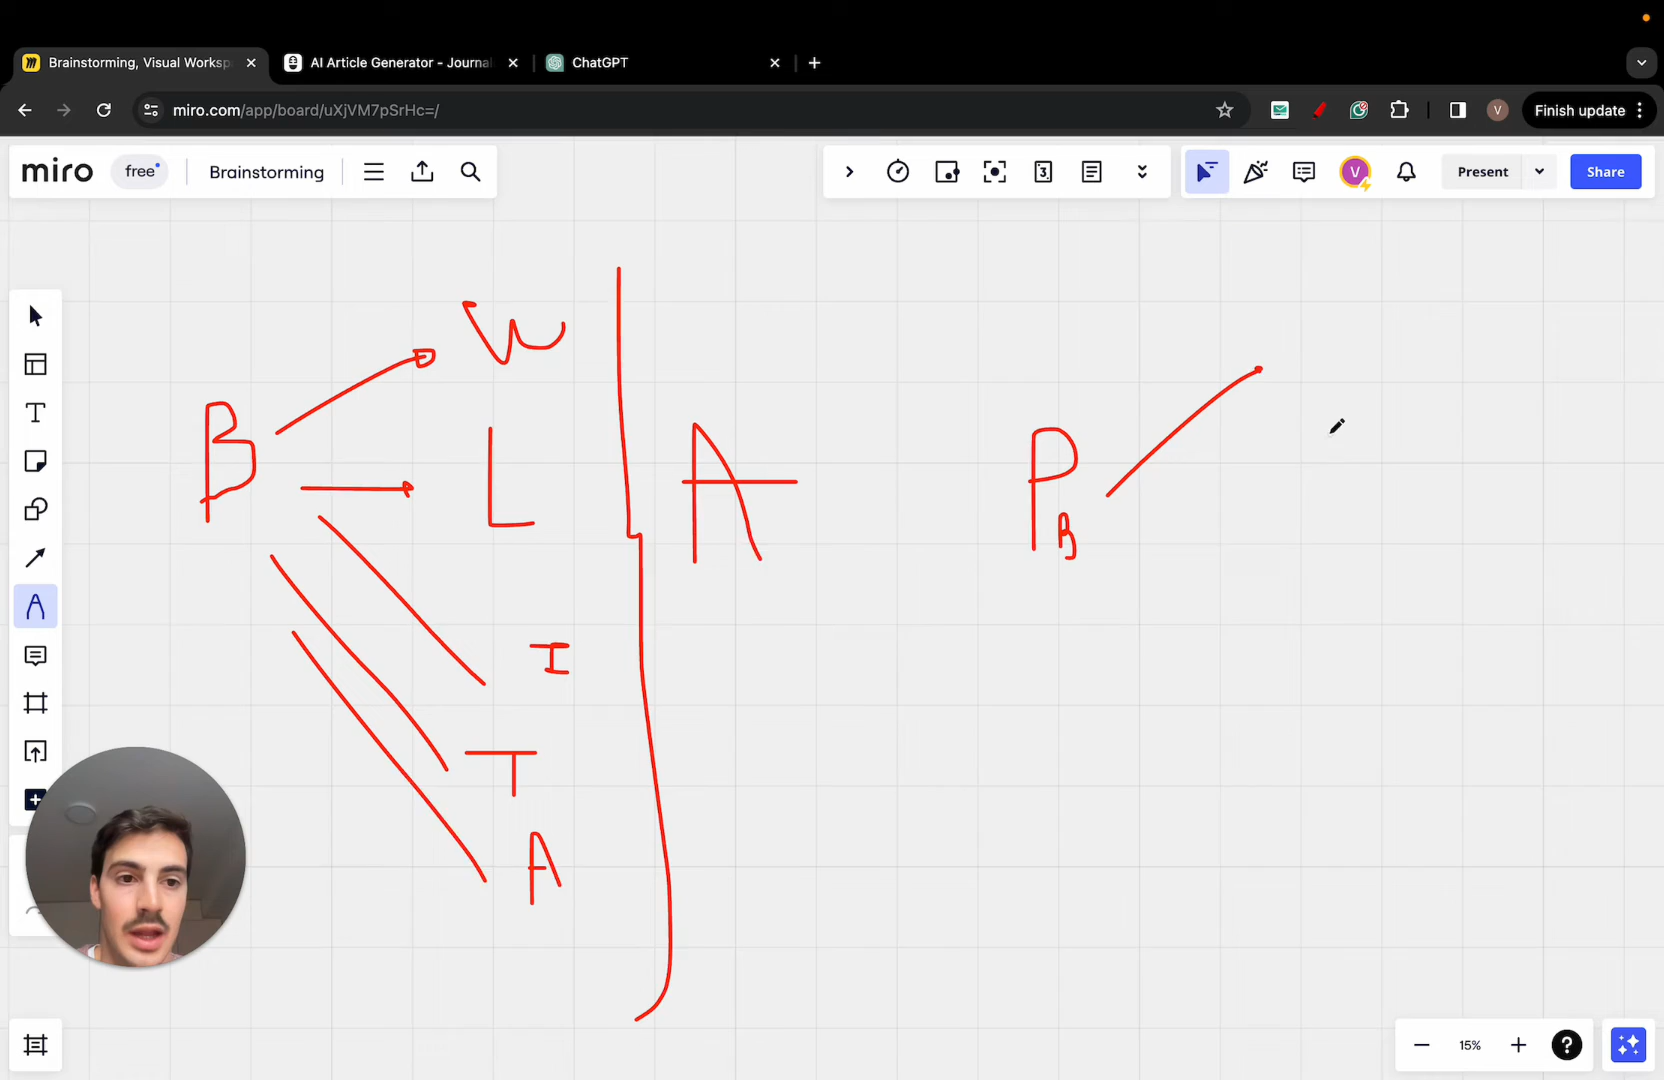 Brainstorming, Visual Worksp
AI Article Generator - Journal
ChatGPT
miro.com/app/board/uXjVM7pSrHc=/
V
Finish update
miro
free
Brainstorming
3
V
Present
Share
W
B
L
A
P
B
I
T
A
15%
?